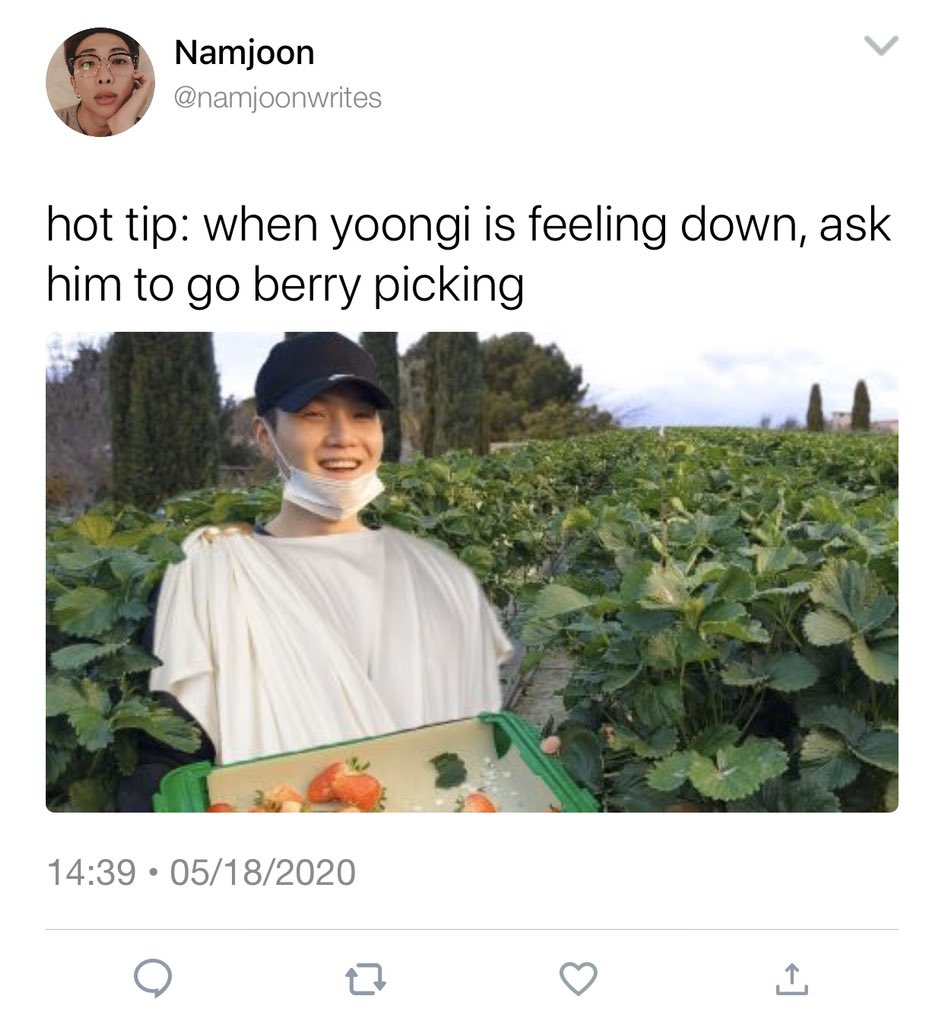 Namjoon
@namjoonwrites
hot tip: when yoongi is feeling down, ask
him to go berry picking
14:39 • 05/18/2020